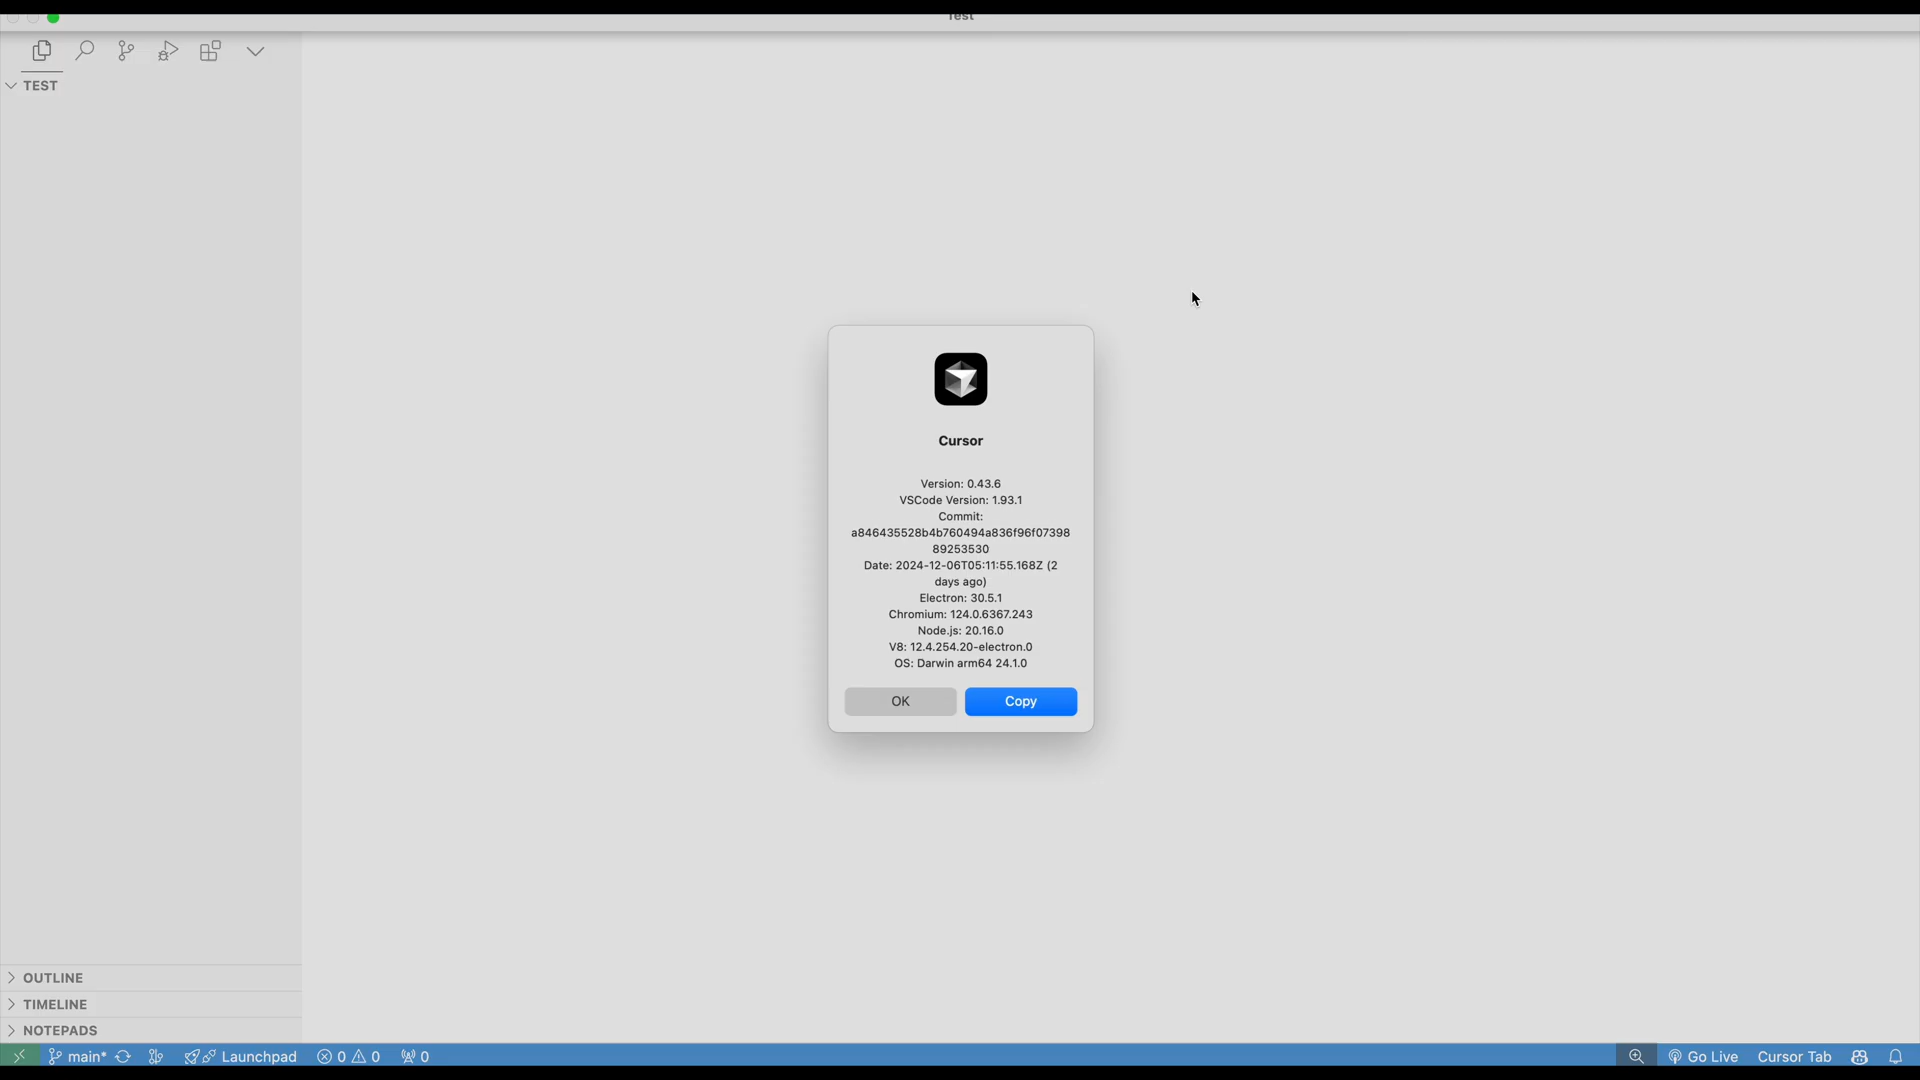 Test
TEST
Cursor
Version: 0.43.6
VSCode Version: 1.93.1
Commit:
a846435528b4b760494a836f96f07398
89253530
Date: 2024-12-06T05:11:55.168Z (2
days ago)
Electron: 30.5.1
Chromium: 124.0.6367.243
Node.js: 20.16.0
V8: 12.4.254.20-electron.0
OS: Darwin arm64 24.1.0
OK Copy
OUTLINE
TIMELINE
NOTEPADS
main* Launchpad 0 0 0 Go Live Cursor Tab